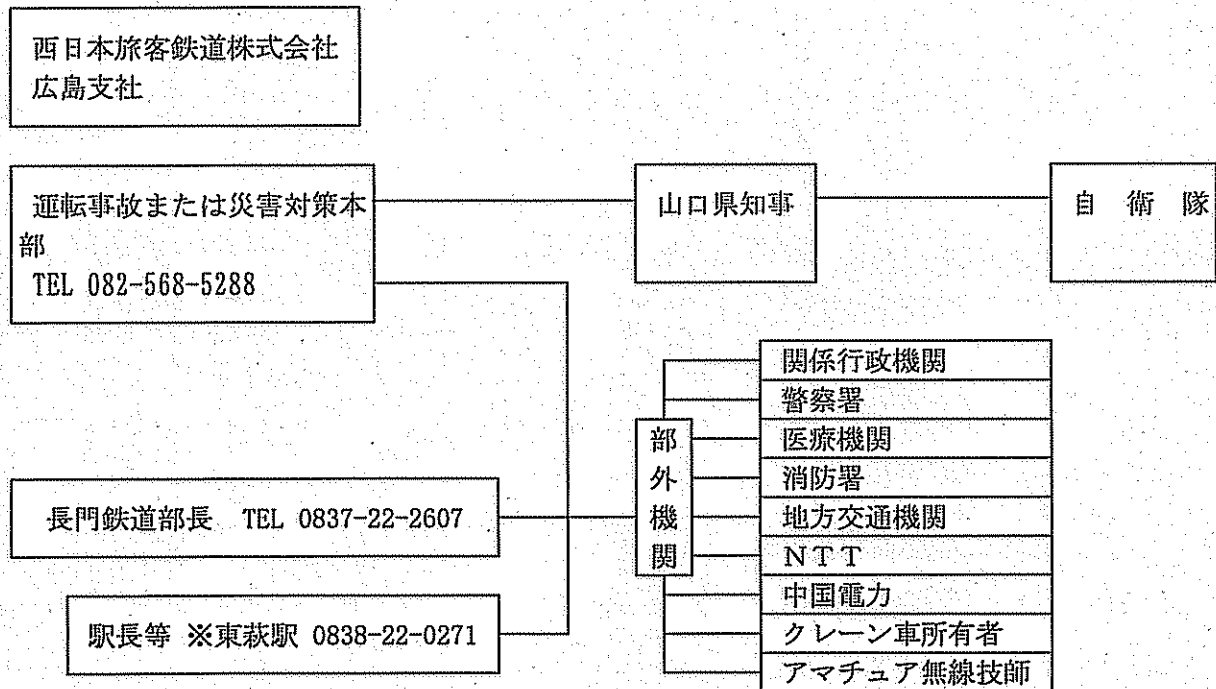 西日本旅客鉄道株式会社
広島支社
運転事故または災害対策本
部
TEL 082-568-5288
山口県知事
自 衛 隊
関係行政機関
警察署
医療機関
消防署
地方交通機関
NTT
中国電力
クレーン車所有者
アマチュア無線技師
部外機関
長門鉄道部長 TEL 0837-22-2607
駅長等 ※東萩駅 0838-22-0271